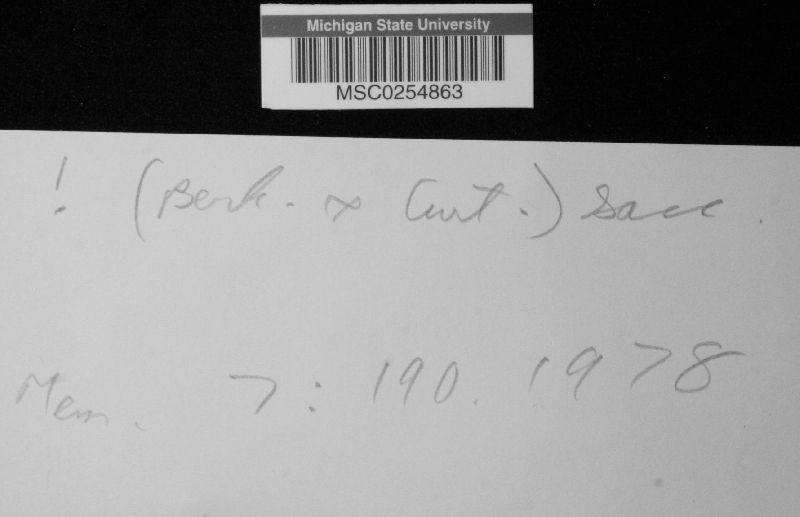 Michigan State University
MSC0254863
! (Berk. & Curt.) Sacc.
Mem. 7: 190. 1978